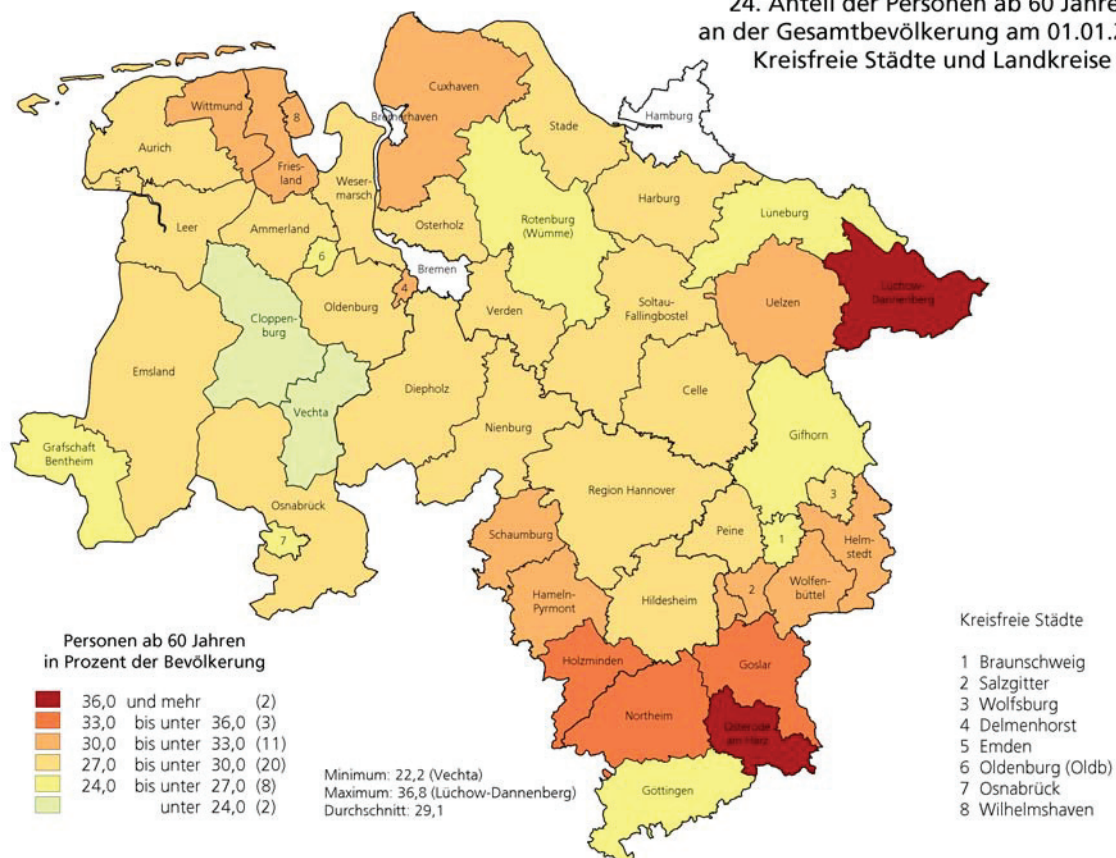 24. Anteil der Personen ab 60 Jahre
an der Gesamtbevölkerung am 01.01.2
Kreisfreie Städte und Landkreise
Cuxhaven
Wittmund
8
Bremerhaven
Hamburg
Stade
Aurich
Fries-
land
5
Weser-
marsch
Harburg
Lüneburg
Rotenburg
(Wümme)
Osterholz
Leer
Ammerland
6
Bremen
Lüchow-
Dannenberg
4
Uelzen
Oldenburg
Verden
Soltau-
Fallingbostel
Cloppen-
burg
Emsland
Diepholz
Celle
Vechta
Nienburg
Gifhorn
Grafschaft
Bentheim
Region Hannover
3
Osnabrück
7
Schaumburg
Peine
1
Helm-
stedt
Hameln-
Pyrmont
Hildesheim
2
Wolfen-
büttel
Holzminden
Goslar
Northeim
Osterode
am Harz
Göttingen
Personen ab 60 Jahren
in Prozent der Bevölkerung
36,0 und mehr (2)
33,0 bis unter 36,0 (3)
30,0 bis unter 33,0 (11)
27,0 bis unter 30,0 (20)
24,0 bis unter 27,0 (8)
unter 24,0 (2)
Minimum: 22,2 (Vechta)
Maximum: 36,8 (Lüchow-Dannenberg)
Durchschnitt: 29,1
Kreisfreie Städte
1 Braunschweig
2 Salzgitter
3 Wolfsburg
4 Delmenhorst
5 Emden
6 Oldenburg (Oldb)
7 Osnabrück
8 Wilhelmshaven